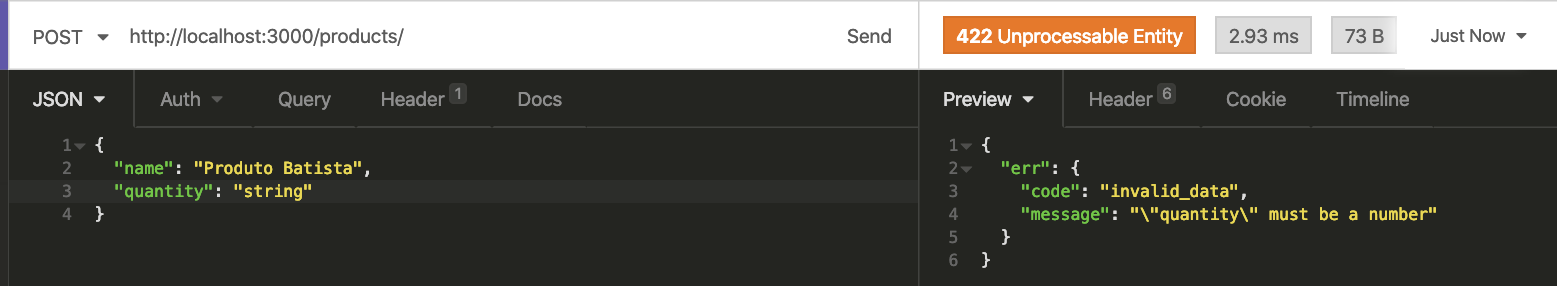 POST http://localhost:3000/products/ Send 422 Unprocessable Entity 2.93 ms 73 B Just Now
JSON Auth Query Header 1 Docs
1 {
2 "name": "Produto Batista",
3 "quantity": "string"
4 }
Preview Header 6 Cookie Timeline
1 {
2 "err": {
3 "code": "invalid_data",
4 "message": "\"quantity\" must be a number"
5 }
6 }